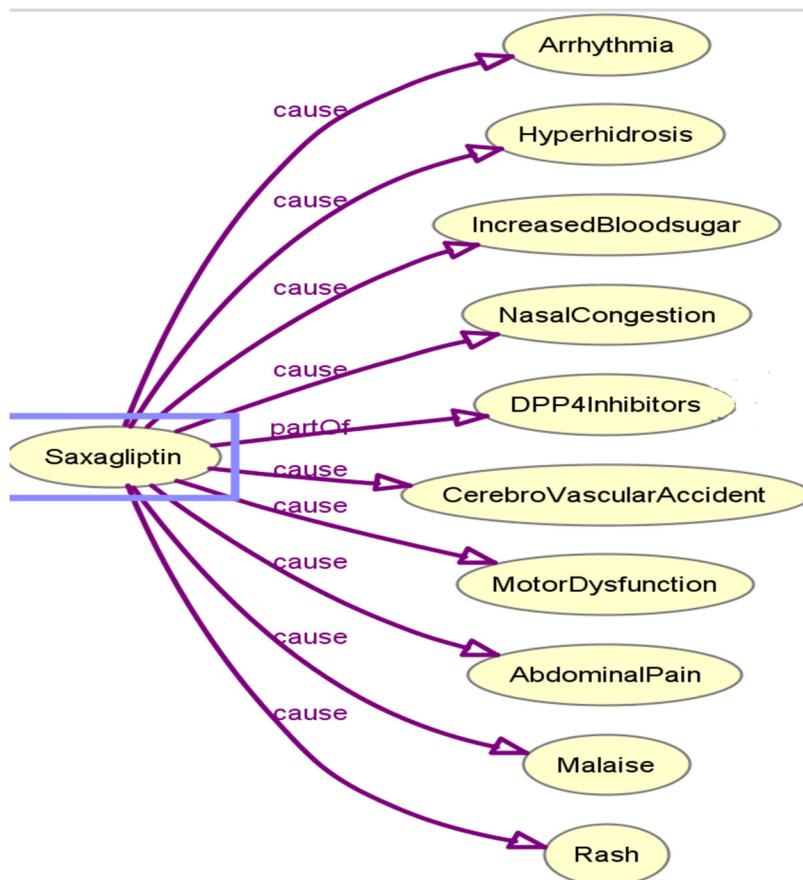 Arrhythmia
cause
Hyperhidrosis
cause
IncreasedBloodsugar
cause
NasalCongestion
cause
DPP4Inhibitors
partOf
Saxagliptin
cause
CerebroVascularAccident
cause
MotorDysfunction
cause
AbdominalPain
cause
Malaise
cause
Rash